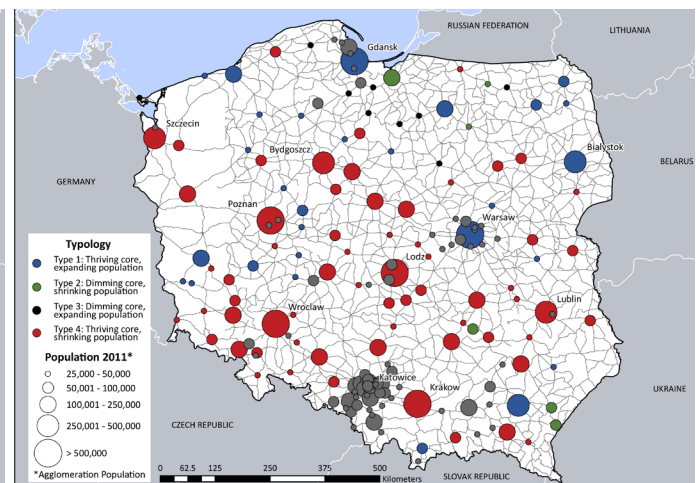 RUSSIAN FEDERATION
LITHUANIA
Gdansk
Szczecin
Bydgoszcz
Bialystok
BELARUS
GERMANY
Poznan
Warsaw
Lodz
Wroclaw
Lublin
Katowice
Krakow
UKRAINE
CZECH REPUBLIC
SLOVAK REPUBLIC
Typology
Type 1: Thriving core,
expanding population
Type 2: Dimming core,
shrinking population
Type 3: Dimming core,
expanding population
Type 4: Thriving core,
shrinking population
Population 2011*
25,000 - 50,000
50,001 - 100,000
100,001 - 250,000
250,001 - 500,000
> 500,000
*Agglomeration Population
0 62.5 125 250 375 500
Kilometers